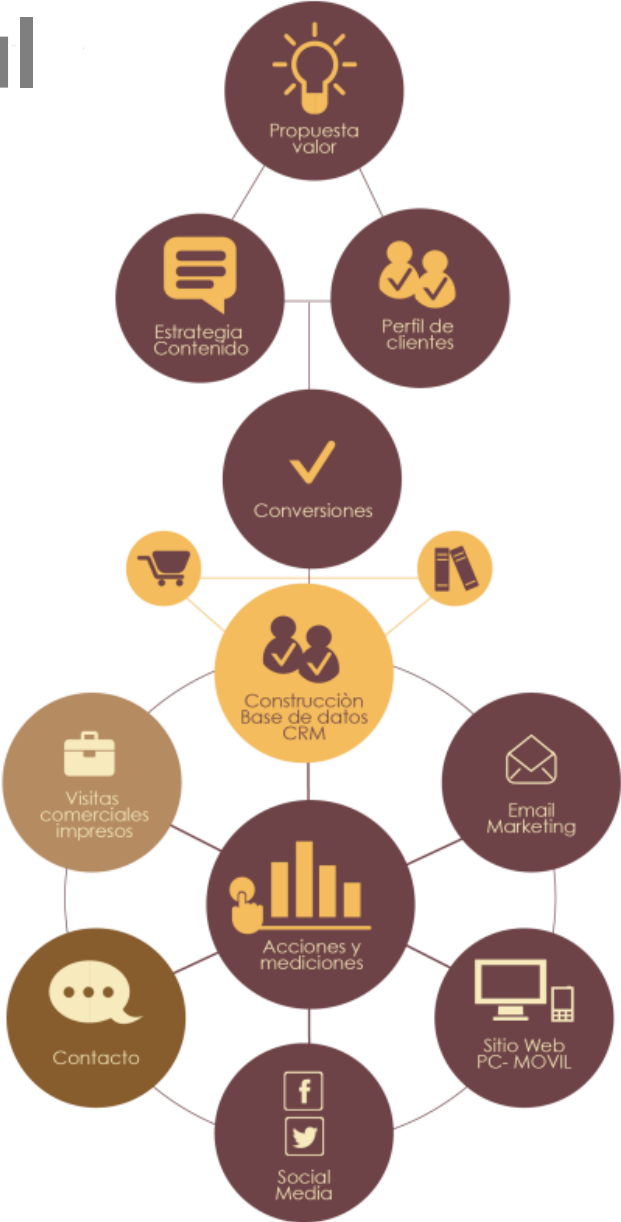 Propuesta
valor
Estrategia
Contenido
Perfil de
clientes
Conversiones
Construcciòn
Base de datos
CRM
Visitas
comerciales
impresos
Email
Marketing
Acciones y
mediciones
Contacto
Sitio Web
PC- MOVIL
Social
Media